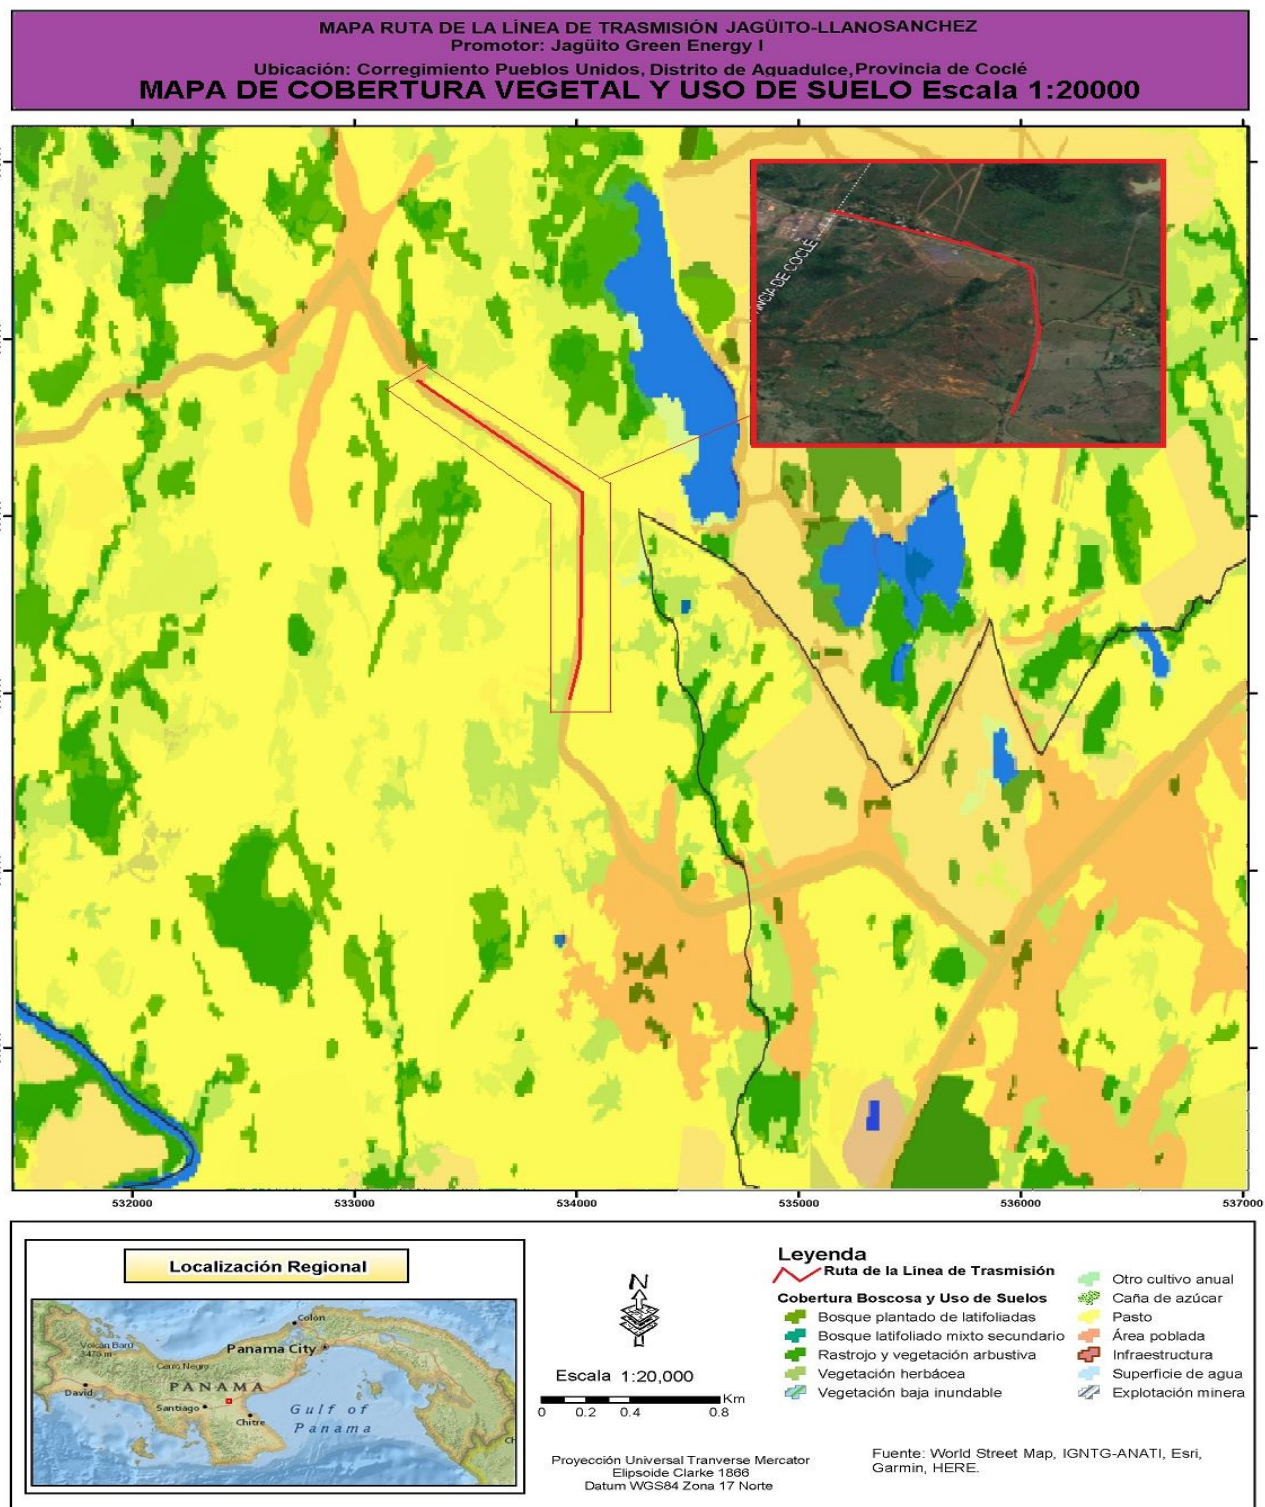 MAPA RUTA DE LA LÍNEA DE TRASMISIÓN JAGÜITO-LLANOSANCHEZ
Promotor: Jagüito Green Energy I
Ubicación: Corregimiento Pueblos Unidos, Distrito de Aguadulce, Provincia de Coclé
MAPA DE COBERTURA VEGETAL Y USO DE SUELO Escala 1:20000
NCIA DE COCLÉ
532000 533000 534000 535000 536000 537000
Localización Regional
Colón
Panama City
Volcán Barú
3475 m
Cerro Negro
PANAMA
David
Santiago
Chitre
Gulf of
Panama
N
Escala 1:20,000
Km
0 0.2 0.4 0.8
Proyección Universal Tranverse Mercator
Elipsoide Clarke 1866
Datum WGS84 Zona 17 Norte
Leyenda
Ruta de la Línea de Trasmisión
Cobertura Boscosa y Uso de Suelos
Bosque plantado de latifoliadas
Bosque latifoliado mixto secundario
Rastrojo y vegetación arbustiva
Vegetación herbácea
Vegetación baja inundable
Otro cultivo anual
Caña de azúcar
Pasto
Área poblada
Infraestructura
Superficie de agua
Explotación minera
Fuente: World Street Map, IGNTG-ANATI, Esri,
Garmin, HERE.